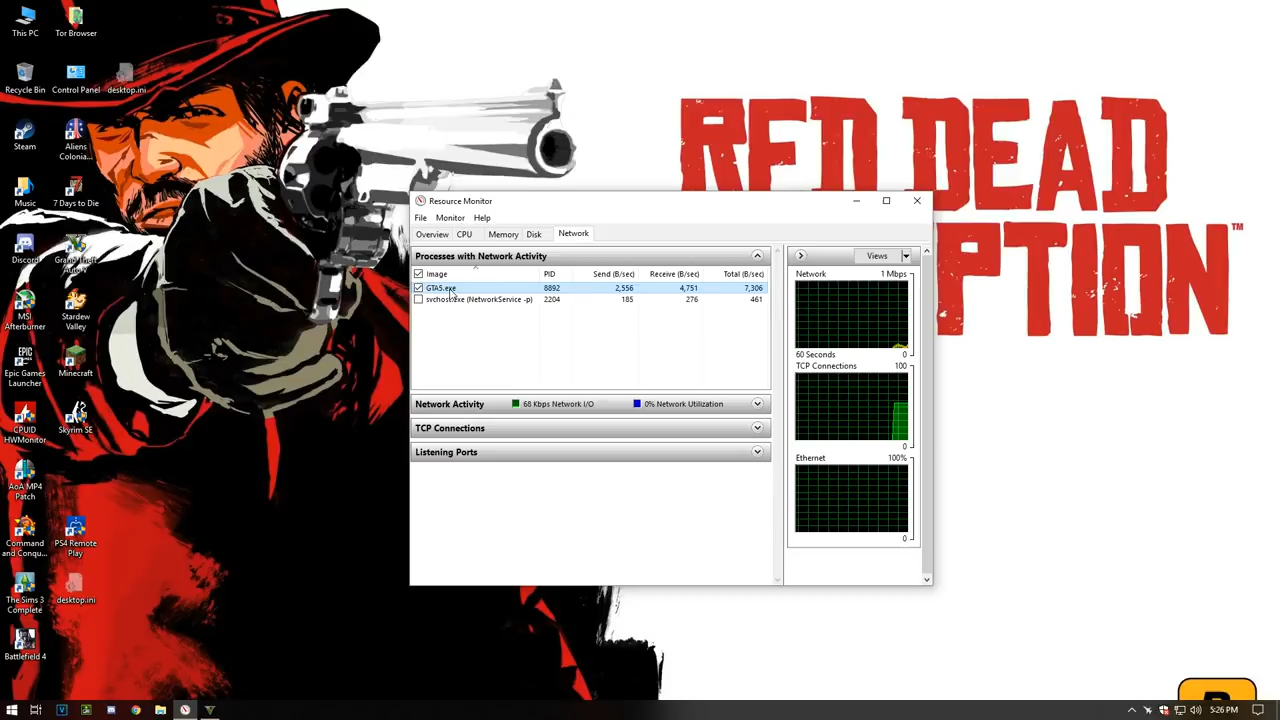 This PC
Tor Browser
Recycle Bin
Control Panel
desktop.ini
Steam
Aliens
Colonia...
Music
7 Days to Die
Discord
Grand Theft
Auto V
MSI
Afterburner
Stardew
Valley
Epic Games
Launcher
Minecraft
CPUID
HWMonitor
Skyrim SE
AoA MP4
Patch
Command
and Conqu...
PS4 Remote
Play
The Sims 3
Complete
desktop.ini
Battlefield 4
RED DEAD
PTION™
Resource Monitor
File Monitor Help
Overview CPU Memory Disk Network
Processes with Network Activity
Image PID Send (B/sec) Receive (B/sec) Total (B/sec)
GTA5.exe 8892 2,556 4,751 7,306
svchost.exe (NetworkService -p) 2204 185 276 461
Network Activity 68 Kbps Network I/O 0% Network Utilization
TCP Connections
Listening Ports
Views
Network 1 Mbps
60 Seconds 0
TCP Connections 100
0
Ethernet 100%
0
5:26 PM